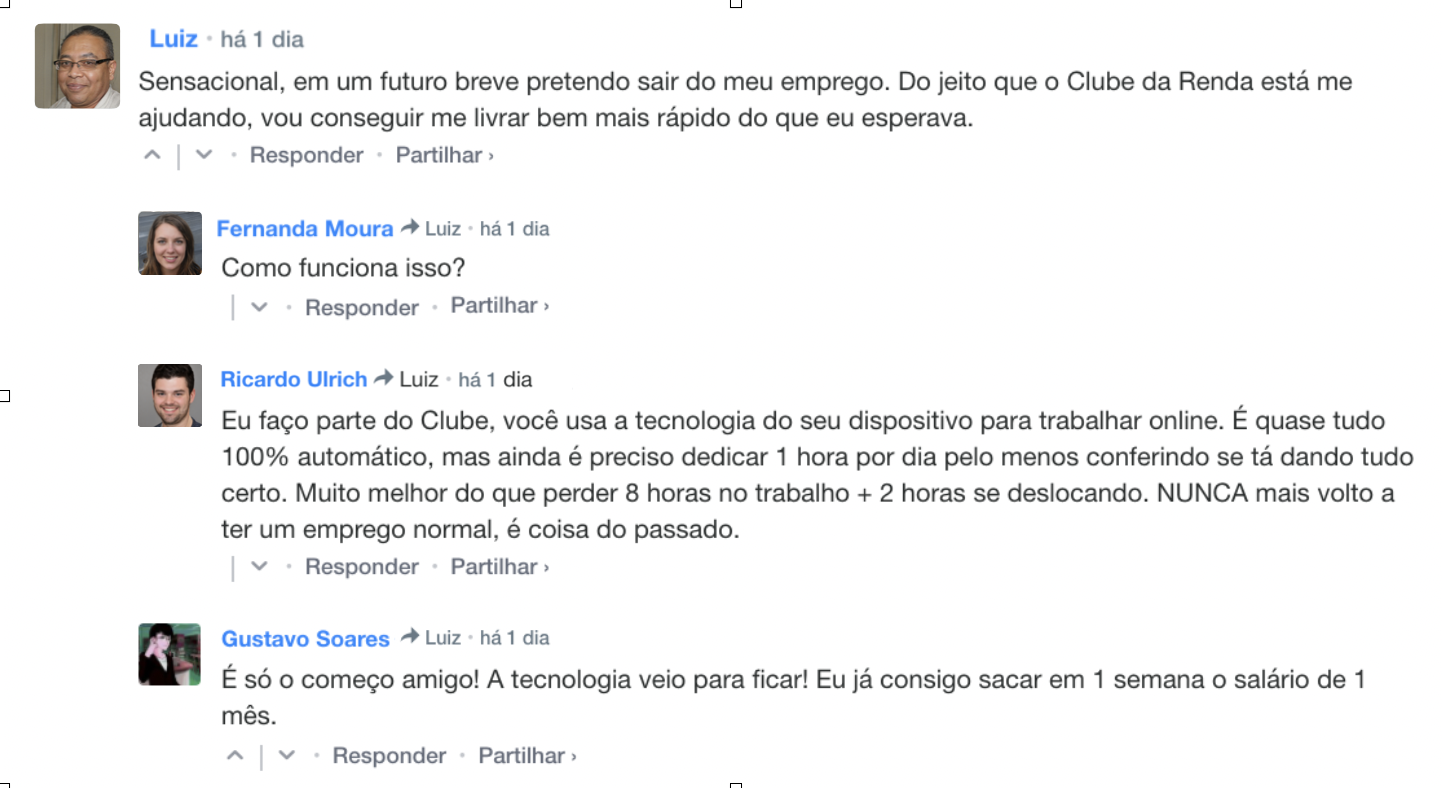 Luiz • há 1 dia
Sensacional, em um futuro breve pretendo sair do meu emprego. Do jeito que o Clube da Renda está me
ajudando, vou conseguir me livrar bem mais rápido do que eu esperava.
• Responder • Partilhar ›
Fernanda Moura Luiz • há 1 dia
Como funciona isso?
• Responder • Partilhar ›
Ricardo Ulrich Luiz • há 1 dia
Eu faço parte do Clube, você usa a tecnologia do seu dispositivo para trabalhar online. É quase tudo
100% automático, mas ainda é preciso dedicar 1 hora por dia pelo menos conferindo se tá dando tudo
certo. Muito melhor do que perder 8 horas no trabalho + 2 horas se deslocando. NUNCA mais volto a
ter um emprego normal, é coisa do passado.
• Responder • Partilhar ›
Gustavo Soares Luiz • há 1 dia
É só o começo amigo! A tecnologia veio para ficar! Eu já consigo sacar em 1 semana o salário de 1
mês.
• Responder • Partilhar ›